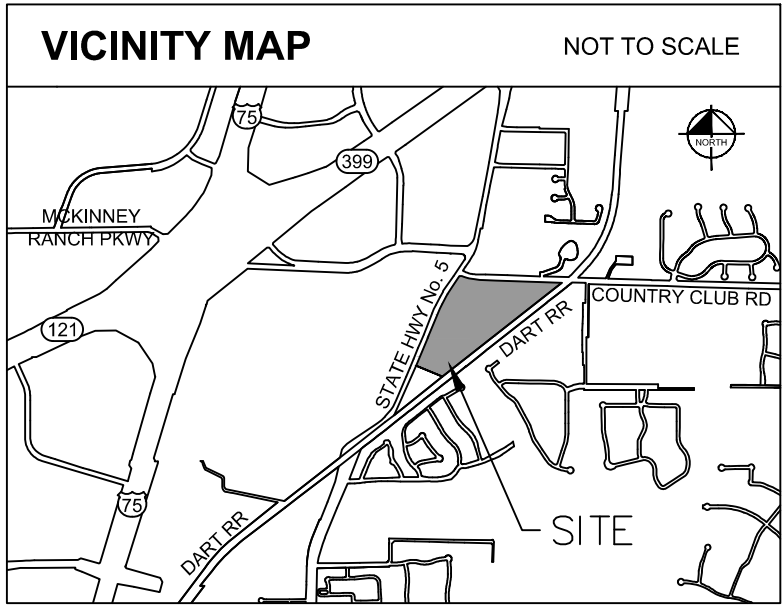 VICINITY MAP
NOT TO SCALE
75
399
NORTH
MCKINNEY
RANCH PKWY
STATE HWY No. 5
COUNTRY CLUB RD
121
DART RR
75
SITE
DART RR